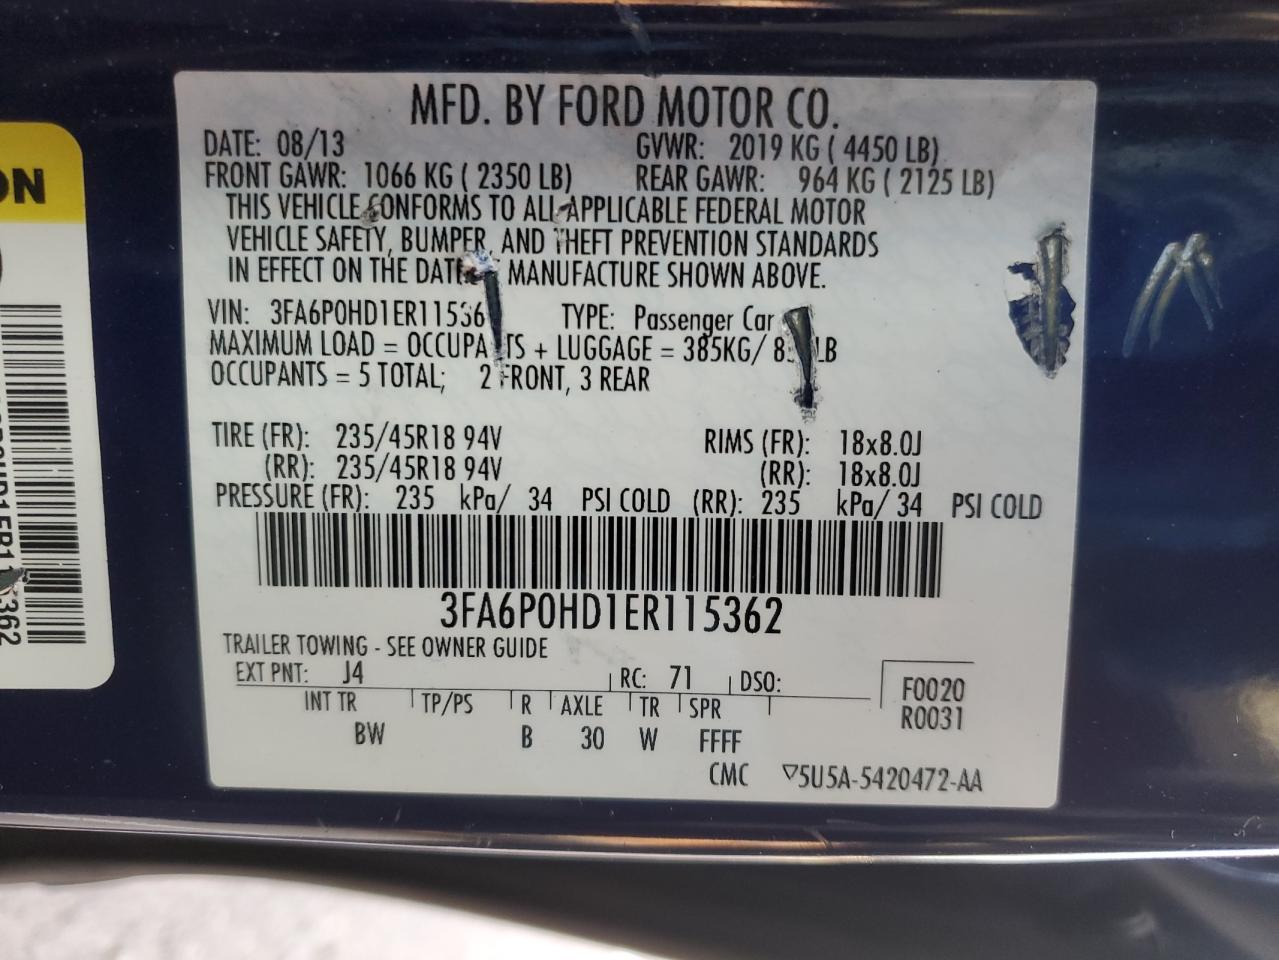 MFD. BY FORD MOTOR CO.
DATE: 08/13 GVWR: 2019 KG ( 4450 LB)
FRONT GAWR: 1066 KG ( 2350 LB) REAR GAWR: 964 KG ( 2125 LB)
THIS VEHICLE CONFORMS TO ALL APPLICABLE FEDERAL MOTOR
VEHICLE SAFETY, BUMPER, AND THEFT PREVENTION STANDARDS
IN EFFECT ON THE DATE MANUFACTURE SHOWN ABOVE.
VIN: 3FA6P0HD1ER11536 TYPE: Passenger Car
MAXIMUM LOAD = OCCUPANTS + LUGGAGE = 385KG/ LB
OCCUPANTS = 5 TOTAL; 2 FRONT, 3 REAR
TIRE (FR): 235/45R18 94V RIMS (FR): 18x8.0J
(RR): 235/45R18 94V (RR): 18x8.0J
PRESSURE (FR): 235 kPa/ 34 PSI COLD (RR): 235 kPa/ 34 PSI COLD
3FA6P0HD1ER115362
TRAILER TOWING - SEE OWNER GUIDE
EXT PNT: J4 RC: 71 DSO:
INT TR TP/PS R AXLE TR SPR
BW B 30 W FFFF
F0020
R0031
CMC ▽5U5A-5420472-AA
ON